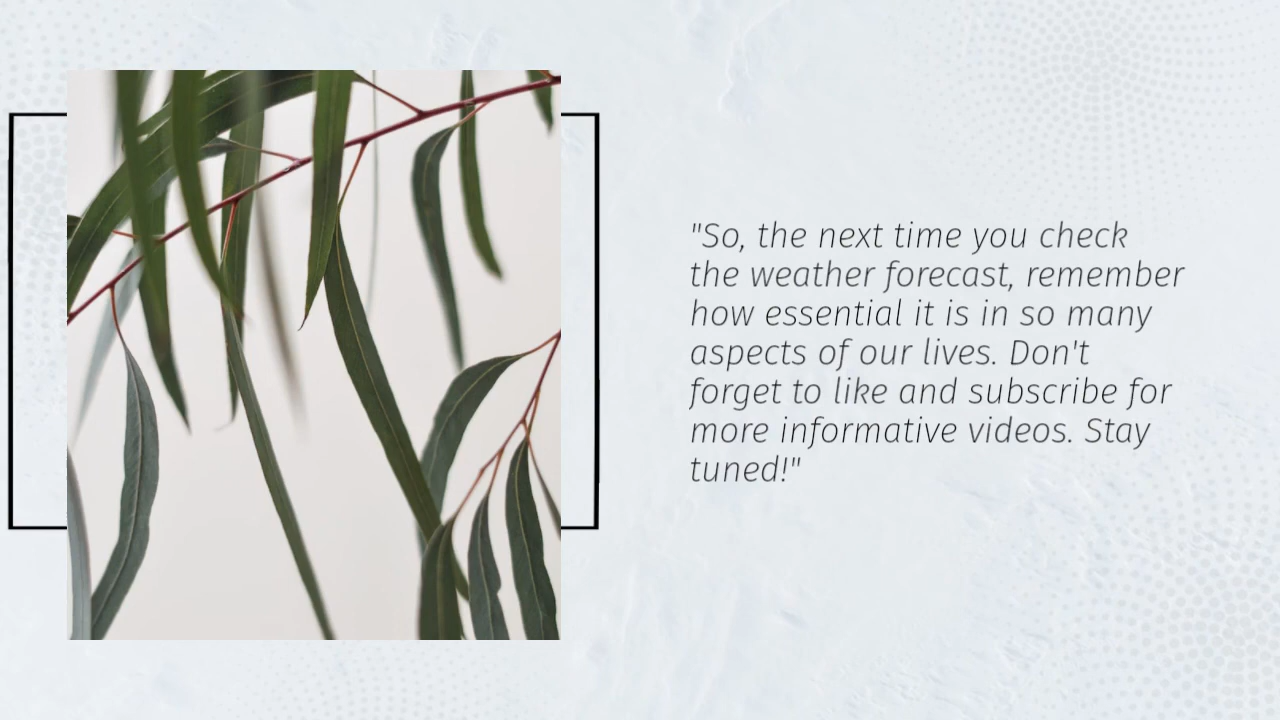 "So, the next time you check
the weather forecast, remember
how essential it is in so many
aspects of our lives. Don't
forget to like and subscribe for
more informative videos. Stay
tuned!"